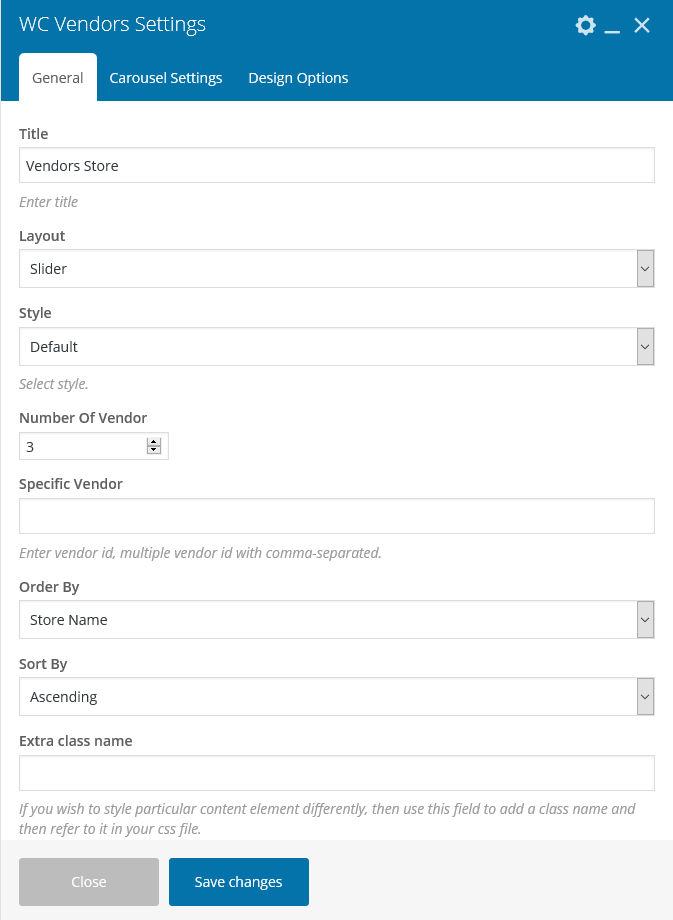 WC Vendors Settings
General Carousel Settings Design Options
Title
Vendors Store
Enter title
Layout
Slider
Style
Default
Select style.
Number Of Vendor
3
Specific Vendor
Enter vendor id, multiple vendor id with comma-separated.
Order By
Store Name
Sort By
Ascending
Extra class name
If you wish to style particular content element differently, then use this field to add a class name and
then refer to it in your css file.
Close Save changes